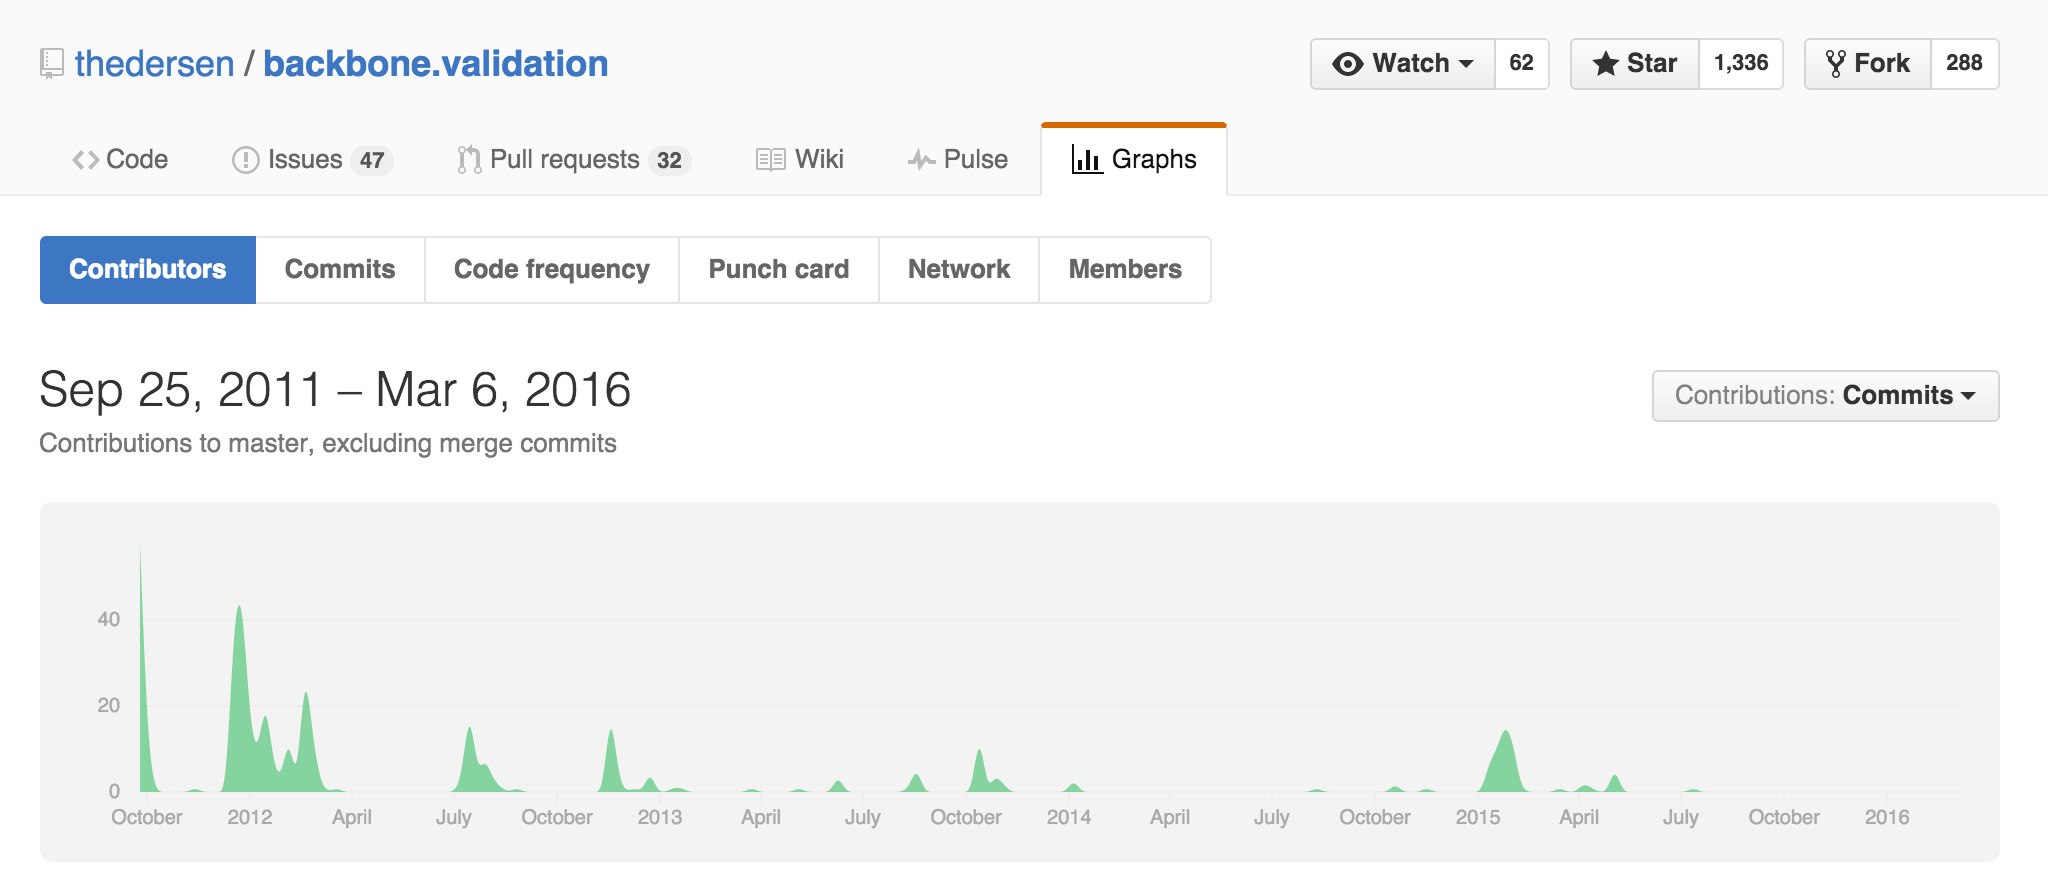 thedersen / backbone.validation
Watch 62 Star 1,336 Fork 288
Code Issues 47 Pull requests 32 Wiki Pulse Graphs
Contributors Commits Code frequency Punch card Network Members
Sep 25, 2011 – Mar 6, 2016
Contributions: Commits
Contributions to master, excluding merge commits
40
20
0
October 2012 April July October 2013 April July October 2014 April July October 2015 April July October 2016